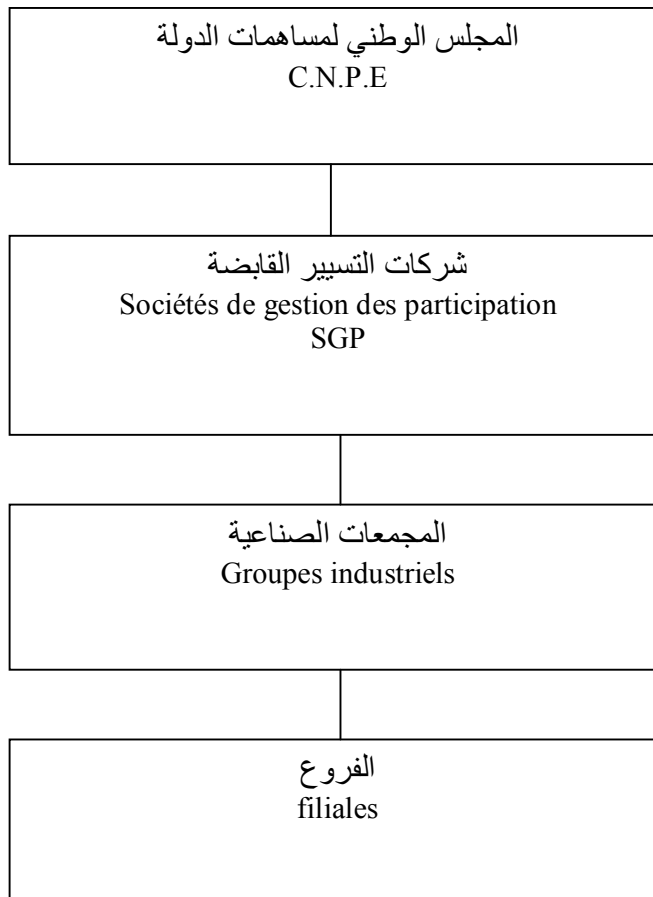 المجلس الوطني لمساهمات الدولة
C.N.P.E
شركات التسيير القابضة
Sociétés de gestion des participation
SGP
المجمعات الصناعية
Groupes industriels
الفروع
filiales